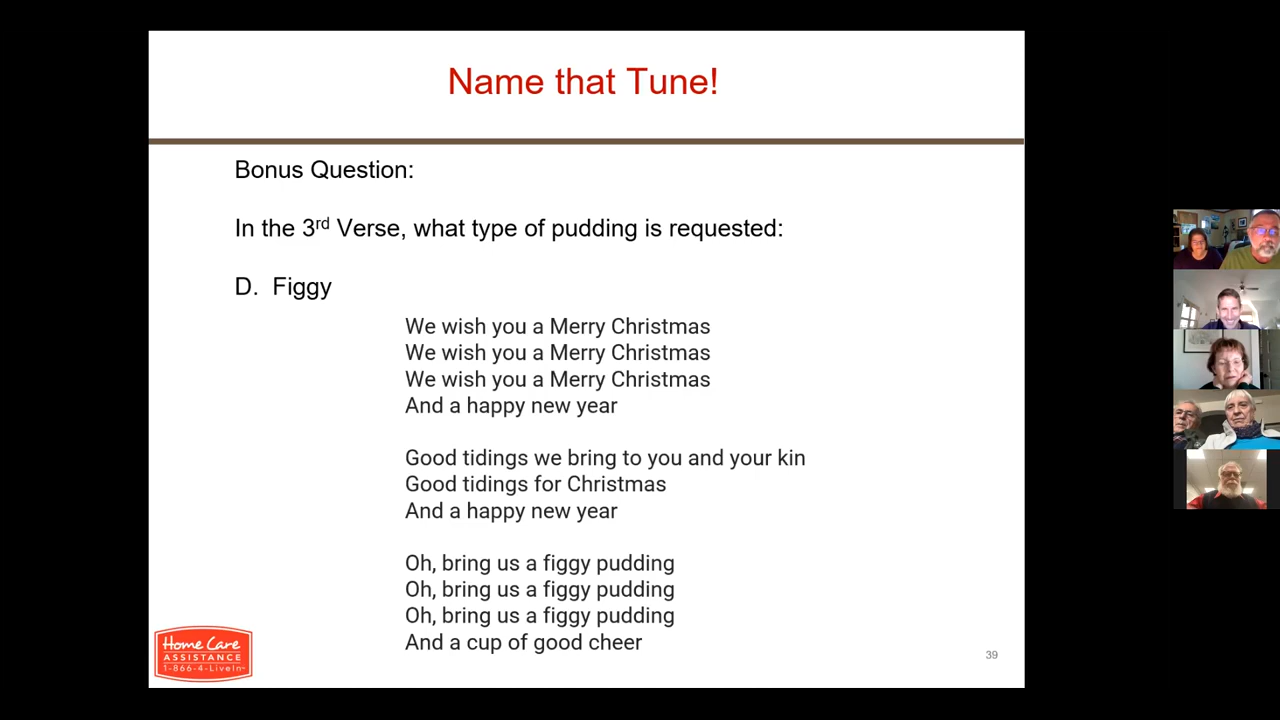 Name that Tune!
Bonus Question:
In the 3rd Verse, what type of pudding is requested:
D. Figgy
We wish you a Merry Christmas
We wish you a Merry Christmas
We wish you a Merry Christmas
And a happy new year
Good tidings we bring to you and your kin
Good tidings for Christmas
And a happy new year
Oh, bring us a figgy pudding
Oh, bring us a figgy pudding
Oh, bring us a figgy pudding
And a cup of good cheer
Home Care
ASSISTANCE
1-866-4-LiveIn
39